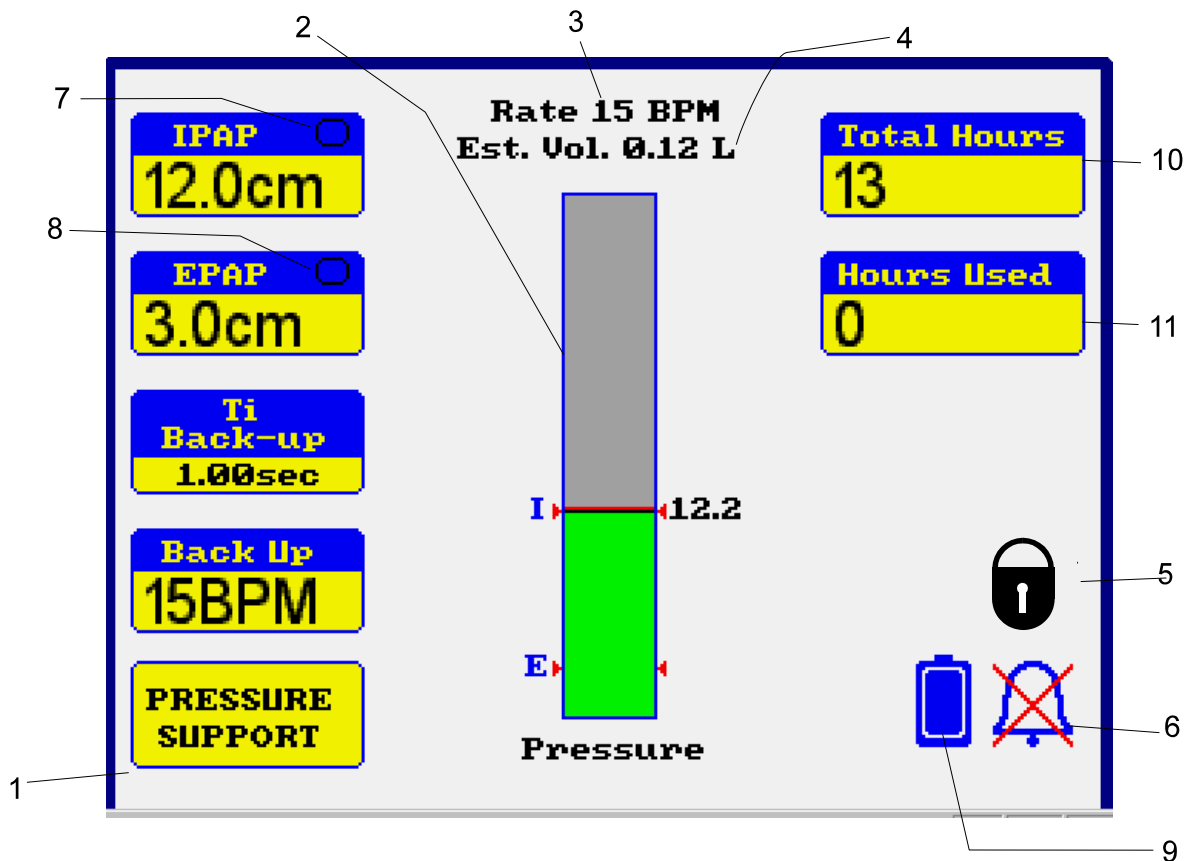 2
3
4
7
Rate 15 BPM
Est. Vol. 0.12 L
IPAP
12.0cm
Total Hours
13
10
8
EPAP
3.0cm
Hours Used
0
11
Ti
Back-up
1.00sec
I
12.2
Back Up
15BPM
5
E
PRESSURE
SUPPORT
Pressure
6
1
9